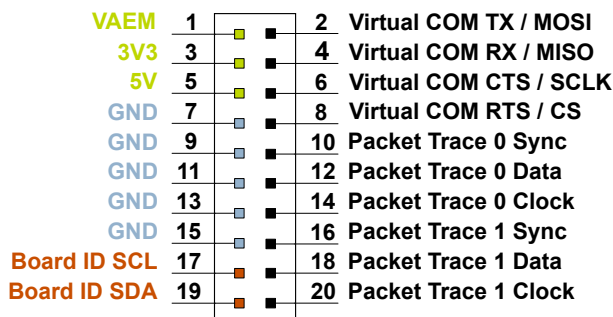 VAEM 1 2 Virtual COM TX / MOSI
3V3 3 4 Virtual COM RX / MISO
5V 5 6 Virtual COM CTS / SCLK
GND 7 8 Virtual COM RTS / CS
GND 9 10 Packet Trace 0 Sync
GND 11 12 Packet Trace 0 Data
GND 13 14 Packet Trace 0 Clock
GND 15 16 Packet Trace 1 Sync
Board ID SCL 17 18 Packet Trace 1 Data
Board ID SDA 19 20 Packet Trace 1 Clock